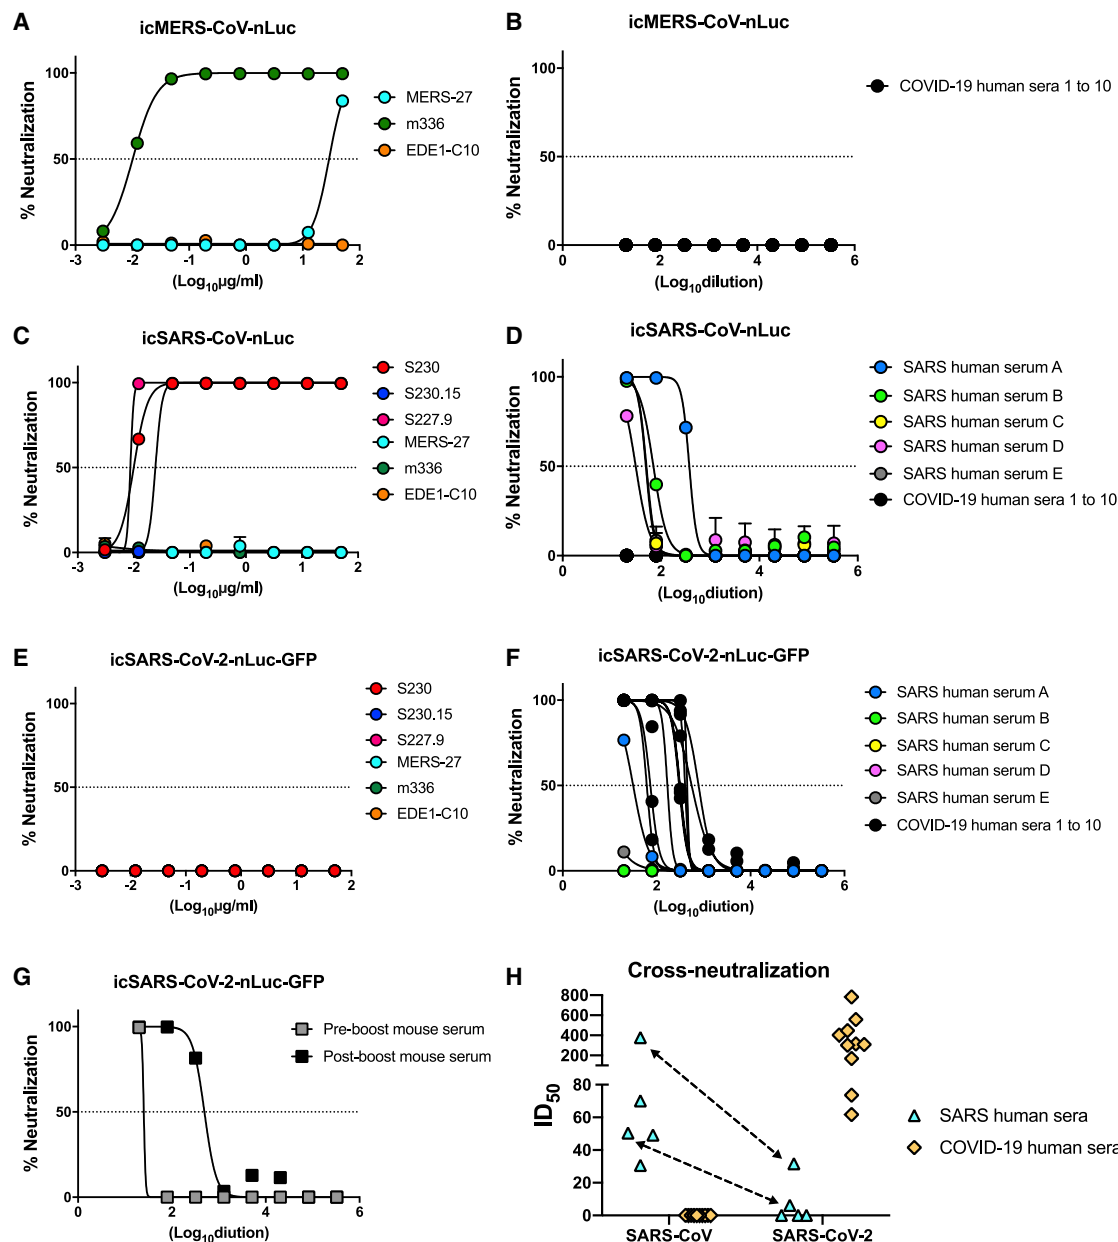 A
icMERS-CoV-nLuc
% Neutralization
100
50
0
-3 -2 -1 0 1 2
(Log10µg/ml)
MERS-27
m336
EDE1-C10
B
icMERS-CoV-nLuc
% Neutralization
100
50
0
0 2 4 6
(Log10dilution)
COVID-19 human sera 1 to 10
C
icSARS-CoV-nLuc
% Neutralization
100
50
0
-3 -2 -1 0 1 2
(Log10µg/ml)
S230
S230.15
S227.9
MERS-27
m336
EDE1-C10
D
icSARS-CoV-nLuc
% Neutralization
100
50
0
0 2 4 6
(Log10dilution)
SARS human serum A
SARS human serum B
SARS human serum C
SARS human serum D
SARS human serum E
COVID-19 human sera 1 to 10
E
icSARS-CoV-2-nLuc-GFP
% Neutralization
100
50
0
-3 -2 -1 0 1 2
(Log10µg/ml)
S230
S230.15
S227.9
MERS-27
m336
EDE1-C10
F
icSARS-CoV-2-nLuc-GFP
% Neutralization
100
50
0
0 2 4 6
(Log10diution)
SARS human serum A
SARS human serum B
SARS human serum C
SARS human serum D
SARS human serum E
COVID-19 human sera 1 to 10
G
icSARS-CoV-2-nLuc-GFP
% Neutralization
100
50
0
0 2 4 6
(Log10diution)
Pre-boost mouse serum
Post-boost mouse serum
H
Cross-neutralization
ID50
800
600
400
200
80
60
40
20
0
SARS-CoV SARS-CoV-2
SARS human sera
COVID-19 human sera